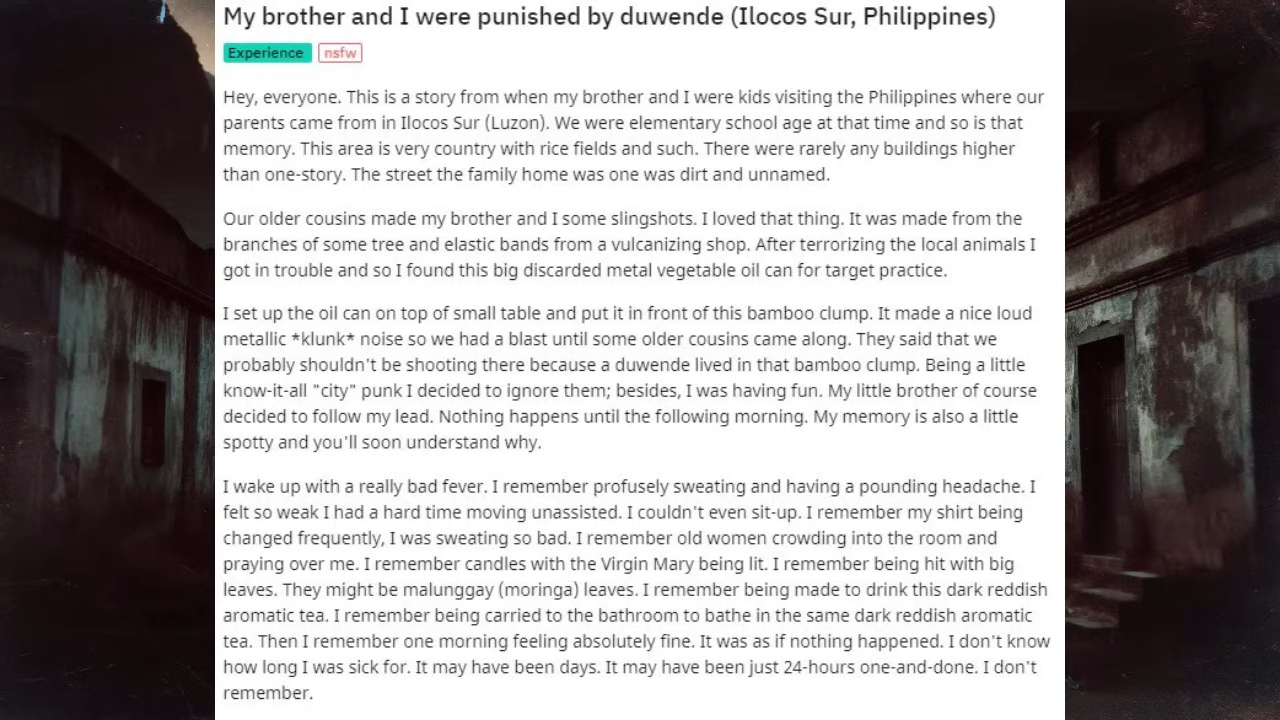 My brother and I were punished by duwende (Ilocos Sur, Philippines)
Experience nsfw
Hey, everyone. This is a story from when my brother and I were kids visiting the Philippines where our
parents came from in Ilocos Sur (Luzon). We were elementary school age at that time and so is that
memory. This area is very country with rice fields and such. There were rarely any buildings higher
than one-story. The street the family home was one was dirt and unnamed.
Our older cousins made my brother and I some slingshots. I loved that thing. It was made from the
branches of some tree and elastic bands from a vulcanizing shop. After terrorizing the local animals I
got in trouble and so I found this big discarded metal vegetable oil can for target practice.
I set up the oil can on top of small table and put it in front of this bamboo clump. It made a nice loud
metallic *klunk* noise so we had a blast until some older cousins came along. They said that we
probably shouldn't be shooting there because a duwende lived in that bamboo clump. Being a little
know-it-all "city" punk I decided to ignore them; besides, I was having fun. My little brother of course
decided to follow my lead. Nothing happens until the following morning. My memory is also a little
spotty and you'll soon understand why.
I wake up with a really bad fever. I remember profusely sweating and having a pounding headache. I
felt so weak I had a hard time moving unassisted. I couldn't even sit-up. I remember my shirt being
changed frequently, I was sweating so bad. I remember old women crowding into the room and
praying over me. I remember candles with the Virgin Mary being lit. I remember being hit with big
leaves. They might be malunggay (moringa) leaves. I remember being made to drink this dark reddish
aromatic tea. I remember being carried to the bathroom to bathe in the same dark reddish aromatic
tea. Then I remember one morning feeling absolutely fine. It was as if nothing happened. I don't know
how long I was sick for. It may have been days. It may have been just 24-hours one-and-done. I don't
remember.